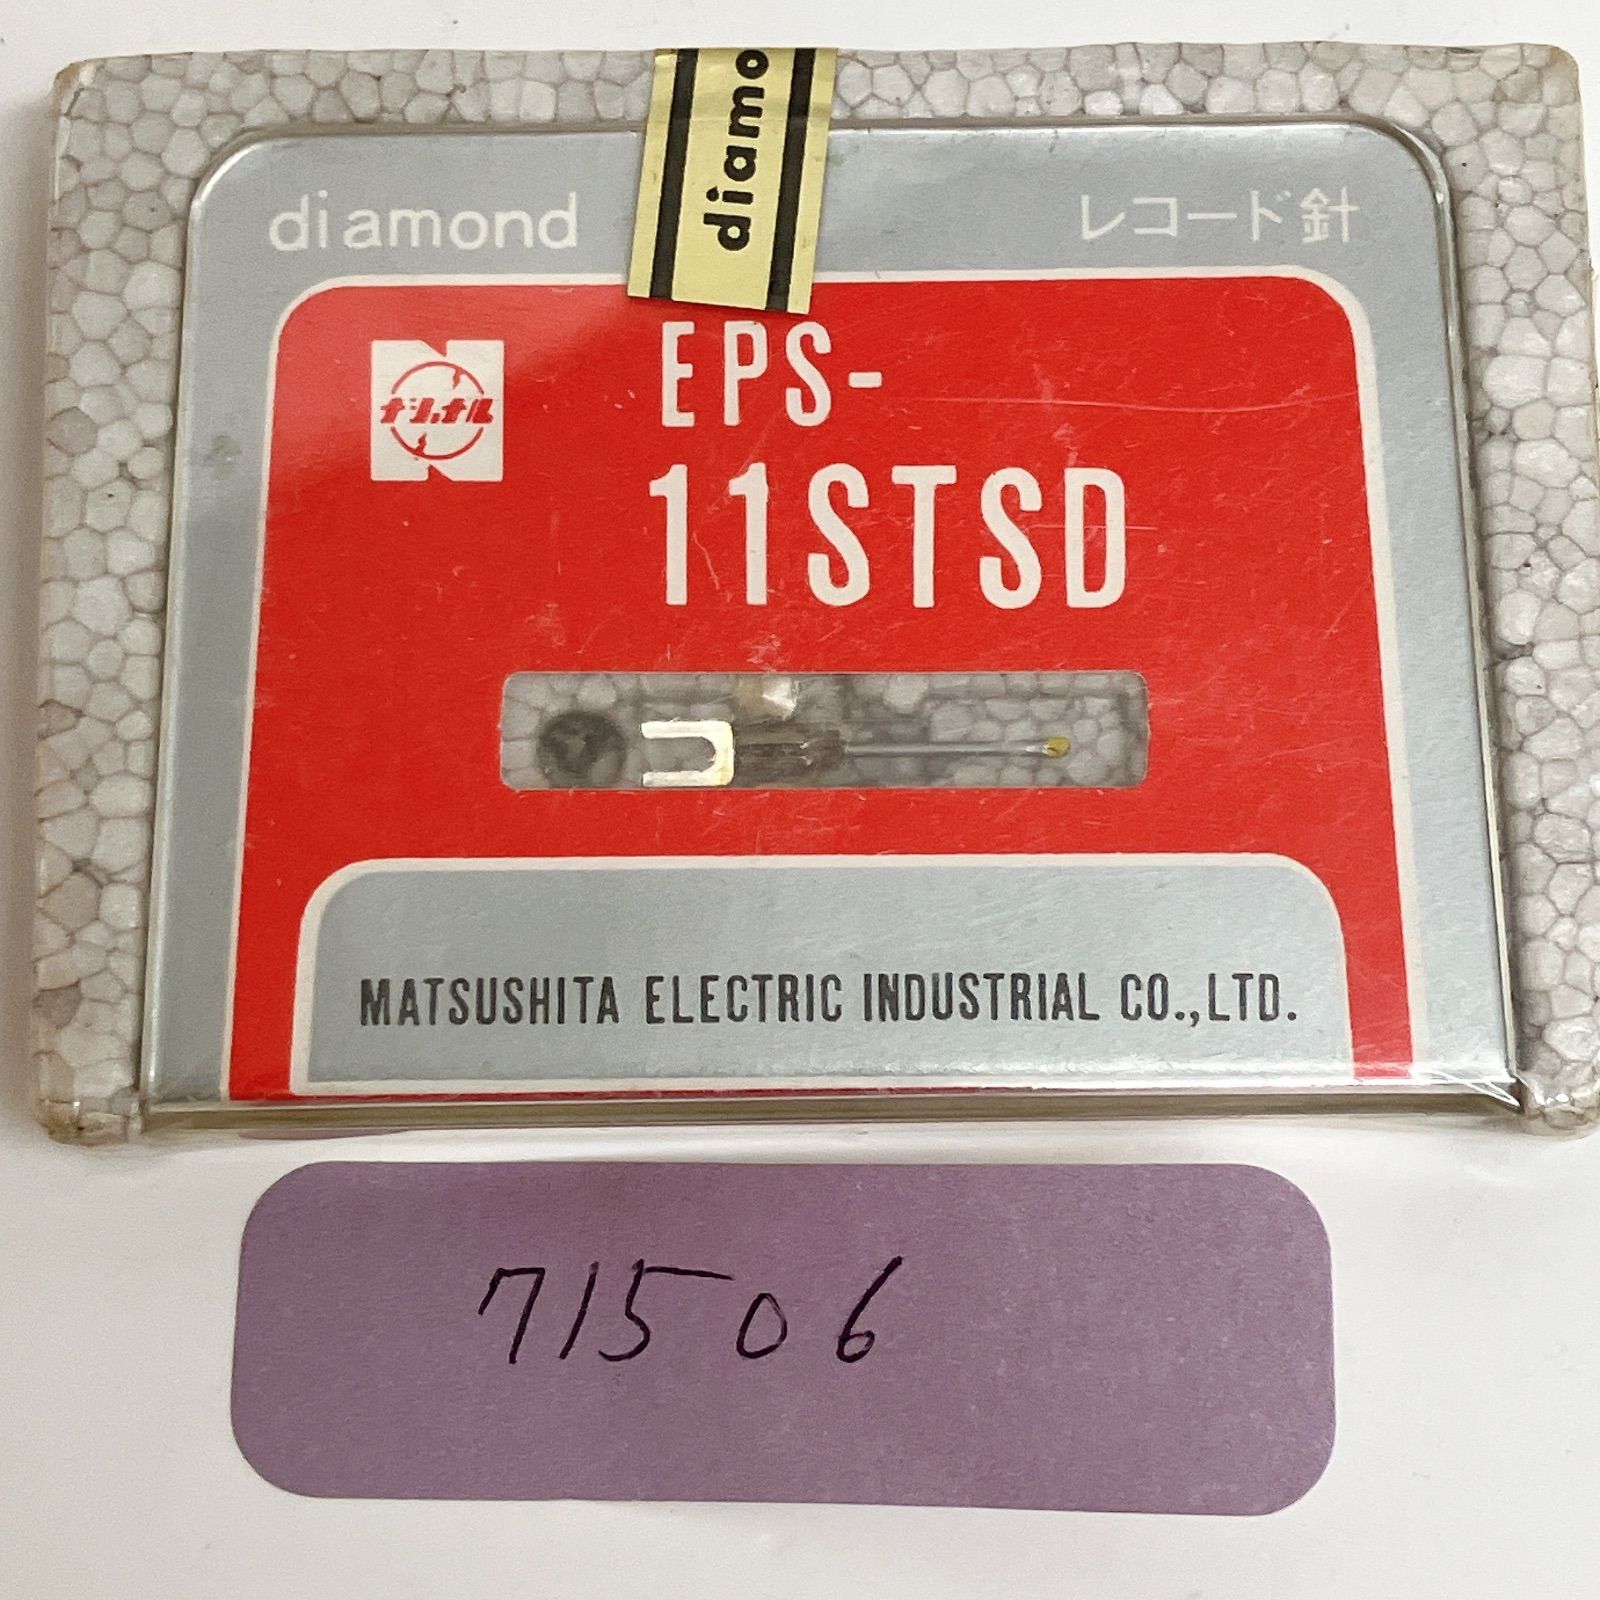 diamo
diamond
レコード針
ナショナル
EPS-
11STSD
MATSUSHITA ELECTRIC INDUSTRIAL CO.,LTD.
71506